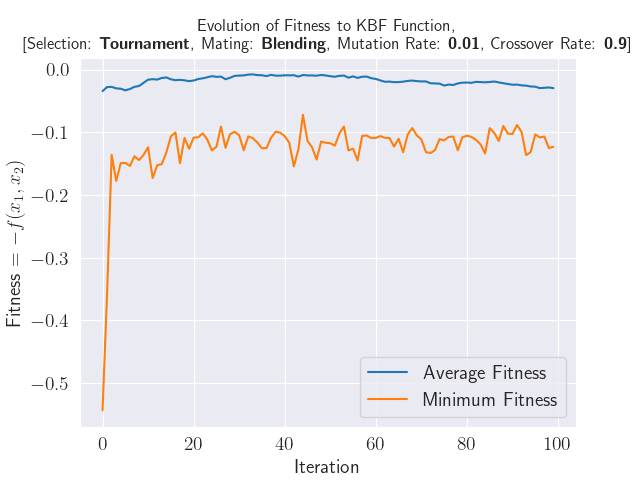 Evolution of Fitness to KBF Function,
[Selection: Tournament, Mating: Blending, Mutation Rate: 0.01, Crossover Rate: 0.9]
0.0
−0.1
−0.2
−0.3
−0.4
−0.5
Fitness = −f(x₁, x₂)
Average Fitness
Minimum Fitness
0 20 40 60 80 100
Iteration